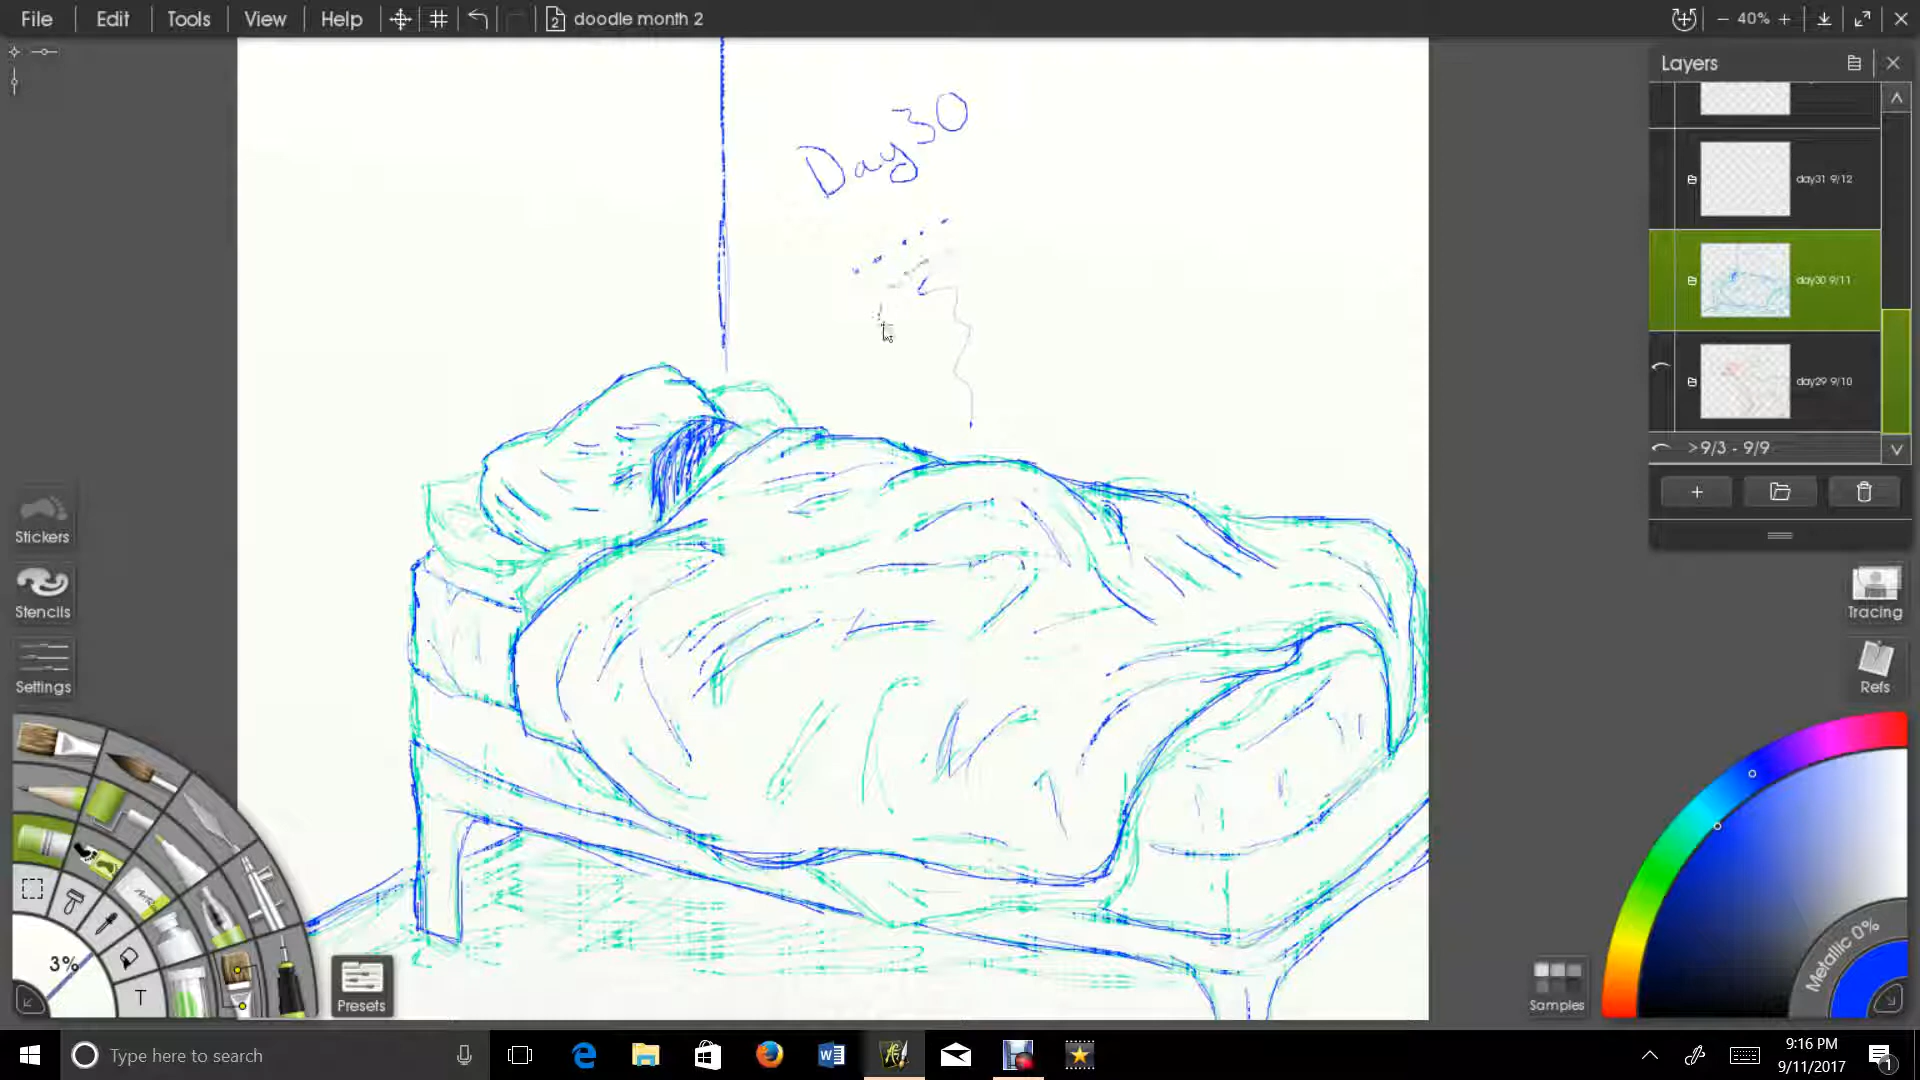 File Edit Tools View Help doodle month 2 40%
Layers
day31 9/12
day30 9/11
day29 9/10
>9/3 - 9/9
Day 30
Stickers
Stencils
Settings
Tracing
Refs
3%
T
Presets
Metallic 0%
Samples
Type here to search
9:16 PM
9/11/2017